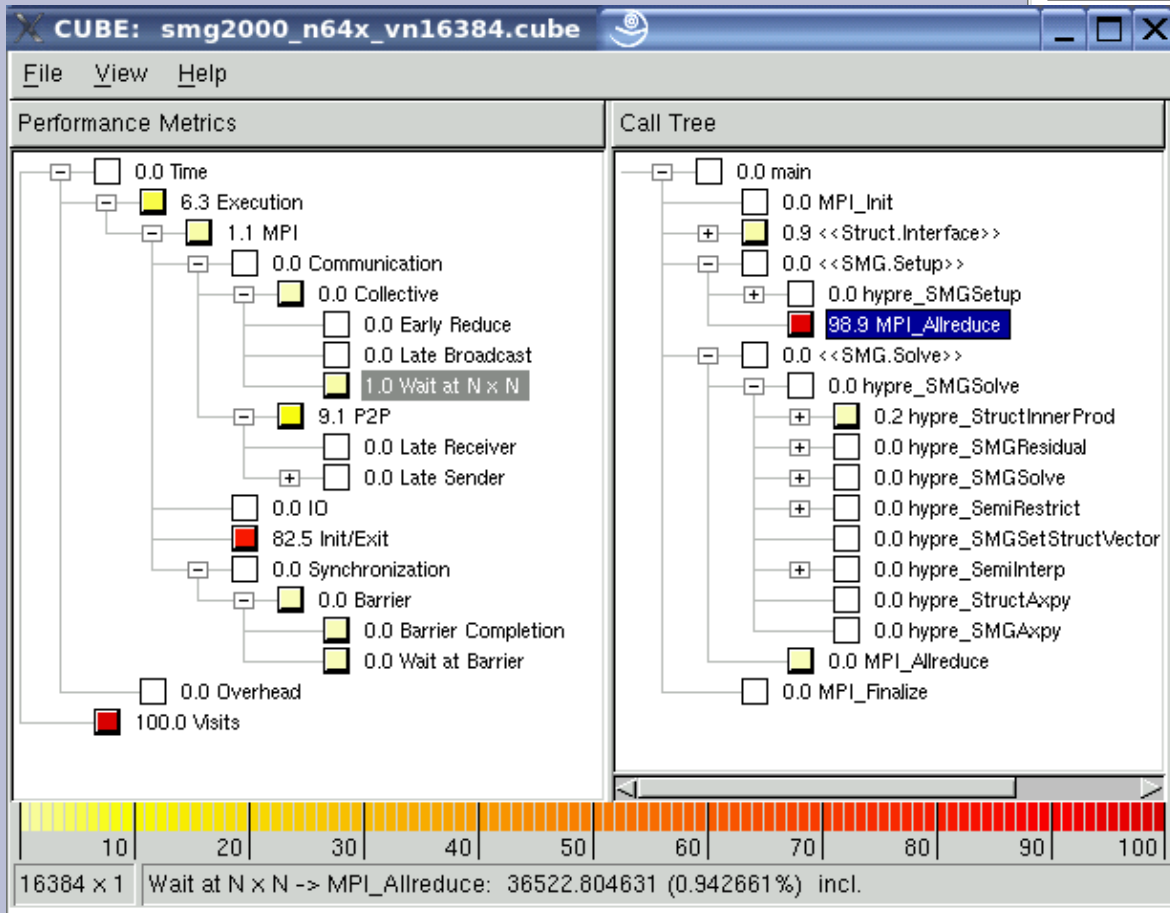 CUBE: smg2000_n64x_vn16384.cube
File View Help
Performance Metrics
0.0 Time
6.3 Execution
1.1 MPI
0.0 Communication
0.0 Collective
0.0 Early Reduce
0.0 Late Broadcast
1.0 Wait at N x N
9.1 P2P
0.0 Late Receiver
0.0 Late Sender
0.0 IO
82.5 Init/Exit
0.0 Synchronization
0.0 Barrier
0.0 Barrier Completion
0.0 Wait at Barrier
0.0 Overhead
100.0 Visits
Call Tree
0.0 main
0.0 MPI_Init
0.9 <<Struct.Interface>>
0.0 <<SMG.Setup>>
0.0 hypre_SMGSetup
98.9 MPI_Allreduce
0.0 <<SMG.Solve>>
0.0 hypre_SMGSolve
0.2 hypre_StructInnerProd
0.0 hypre_SMGResidual
0.0 hypre_SMGSolve
0.0 hypre_SemiRestrict
0.0 hypre_SMGSetStructVector
0.0 hypre_SemiInterp
0.0 hypre_StructAxpy
0.0 hypre_SMGAxpy
0.0 MPI_Allreduce
0.0 MPI_Finalize
10 20 30 40 50 60 70 80 90 100
16384 x 1 Wait at N x N -> MPI_Allreduce: 36522.804631 (0.942661%) incl.